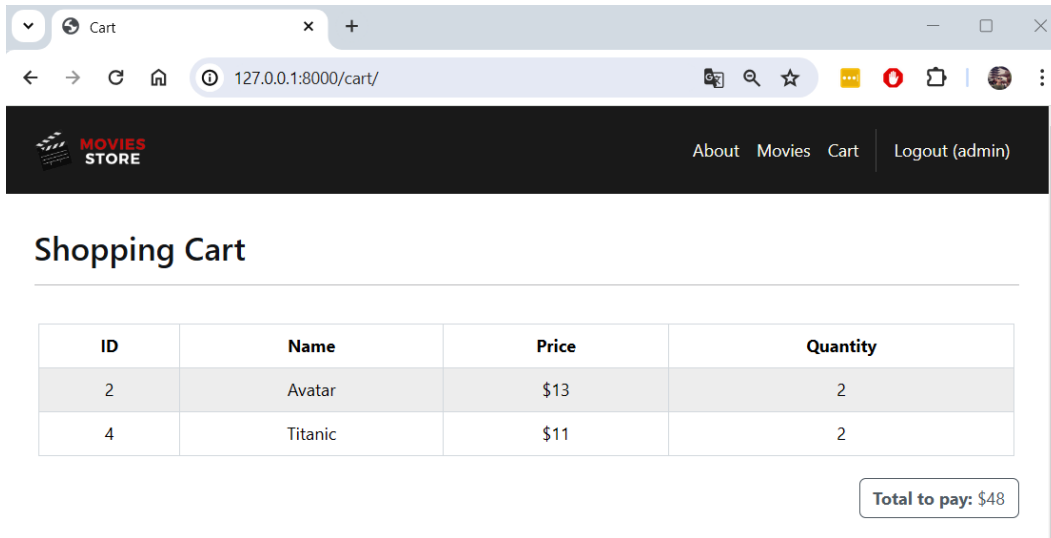 Cart
127.0.0.1:8000/cart/
MOVIES
STORE
About Movies Cart Logout (admin)
Shopping Cart
ID Name Price Quantity
2 Avatar $13 2
4 Titanic $11 2
Total to pay: $48